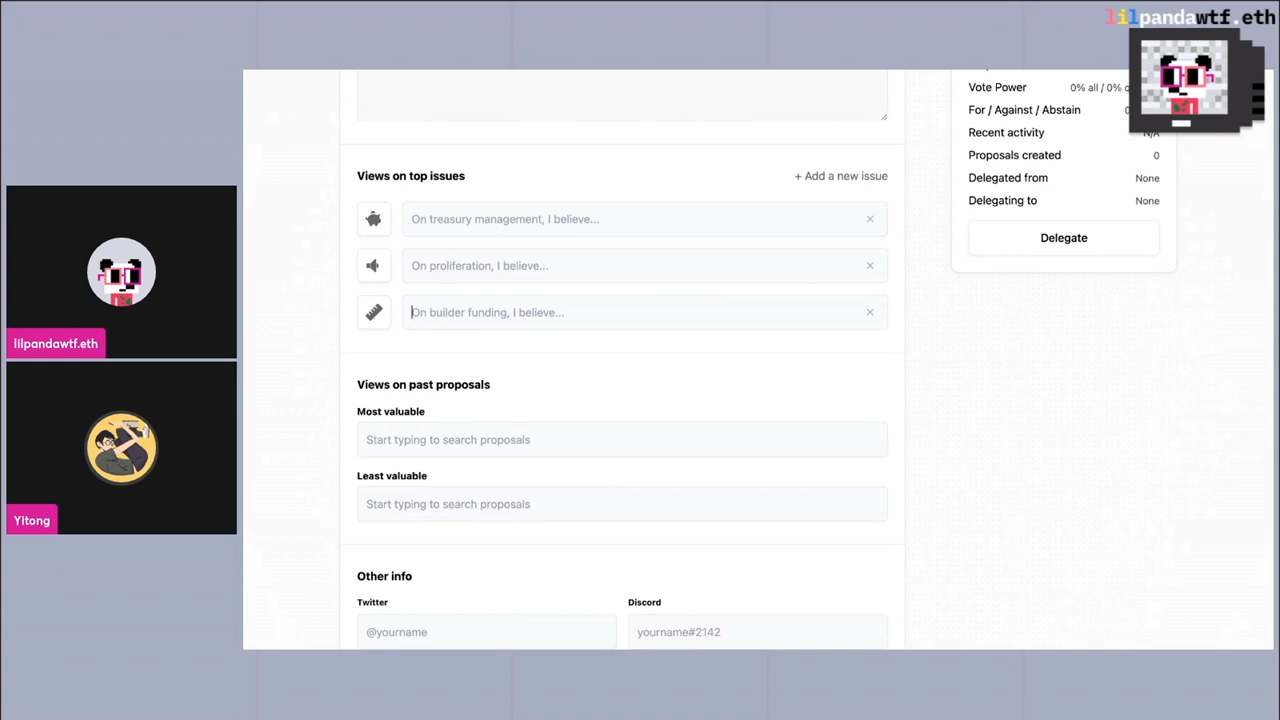 lilpandawtf.eth
Vote Power 0% all / 0%
For / Against / Abstain
Recent activity N/A
Proposals created 0
Delegated from None
Delegating to None
Delegate
Views on top issues + Add a new issue
On treasury management, I believe... ×
On proliferation, I believe... ×
On builder funding, I believe... ×
Views on past proposals
Most valuable
Start typing to search proposals
Least valuable
Start typing to search proposals
Other info
Twitter Discord
@yourname yourname#2142
lilpandawtf.eth
Yitong